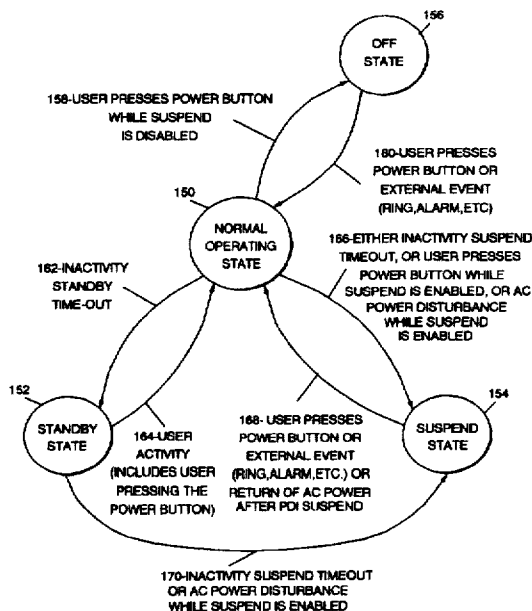 156
OFF
STATE
158-USER PRESSES POWER BUTTON
WHILE SUSPEND
IS DISABLED
180-USER PRESSES
POWER BUTTON OR
EXTERNAL EVENT
(RING,ALARM,ETC)
150
NORMAL
OPERATING
STATE
166-EITHER INACTIVITY SUSPEND
TIMEOUT, OR USER PRESSES
POWER BUTTON WHILE
SUSPEND IS ENABLED, OR AC
POWER DISTURBANCE
WHILE SUSPEND
IS ENABLED
162-INACTIVITY
STANDBY
TIME-OUT
152
STANDBY
STATE
164-USER
ACTIVITY
(INCLUDES USER
PRESSING THE
POWER BUTTON)
168- USER PRESSES
POWER BUTTON OR
EXTERNAL EVENT
(RING,ALARM,ETC.) OR
RETURN OF AC POWER
AFTER PDI SUSPEND
154
SUSPEND
STATE
170-INACTIVITY SUSPEND TIMEOUT
OR AC POWER DISTURBANCE
WHILE SUSPEND IS ENABLED